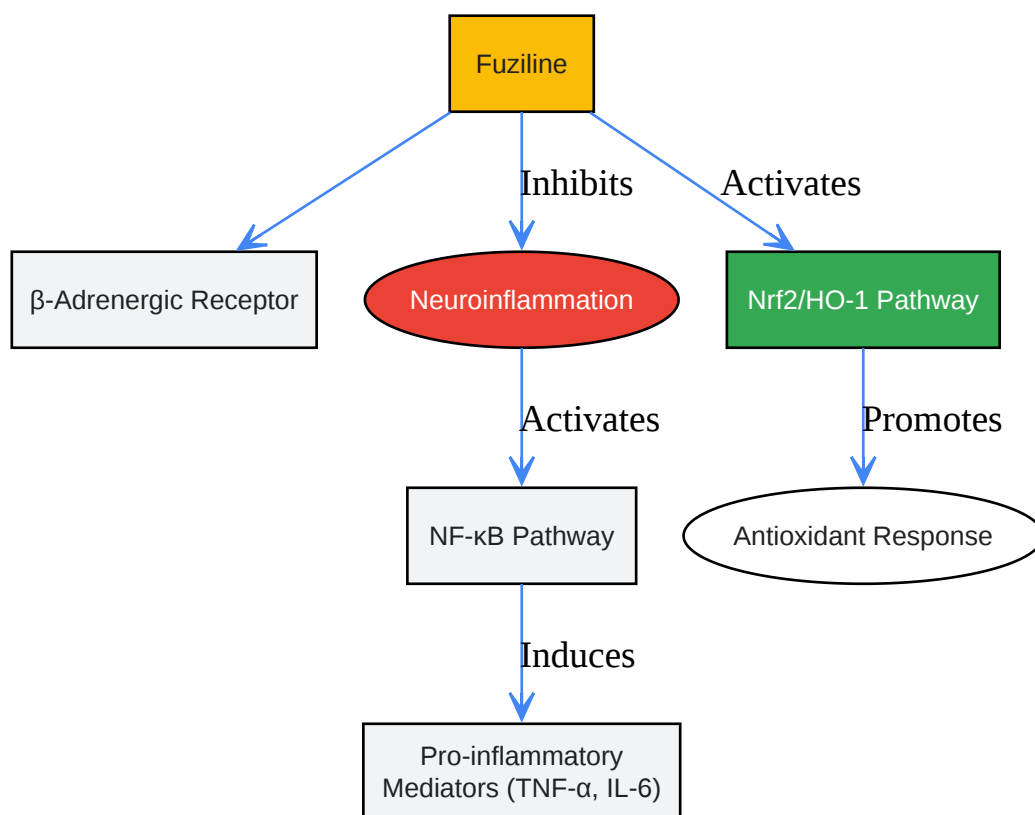 Fuziline
Inhibits
Activates
β-Adrenergic Receptor
Neuroinflammation
Nrf2/HO-1 Pathway
Activates
Promotes
NF-κB Pathway
Antioxidant Response
Induces
Pro-inflammatory
Mediators (TNF-α, IL-6)